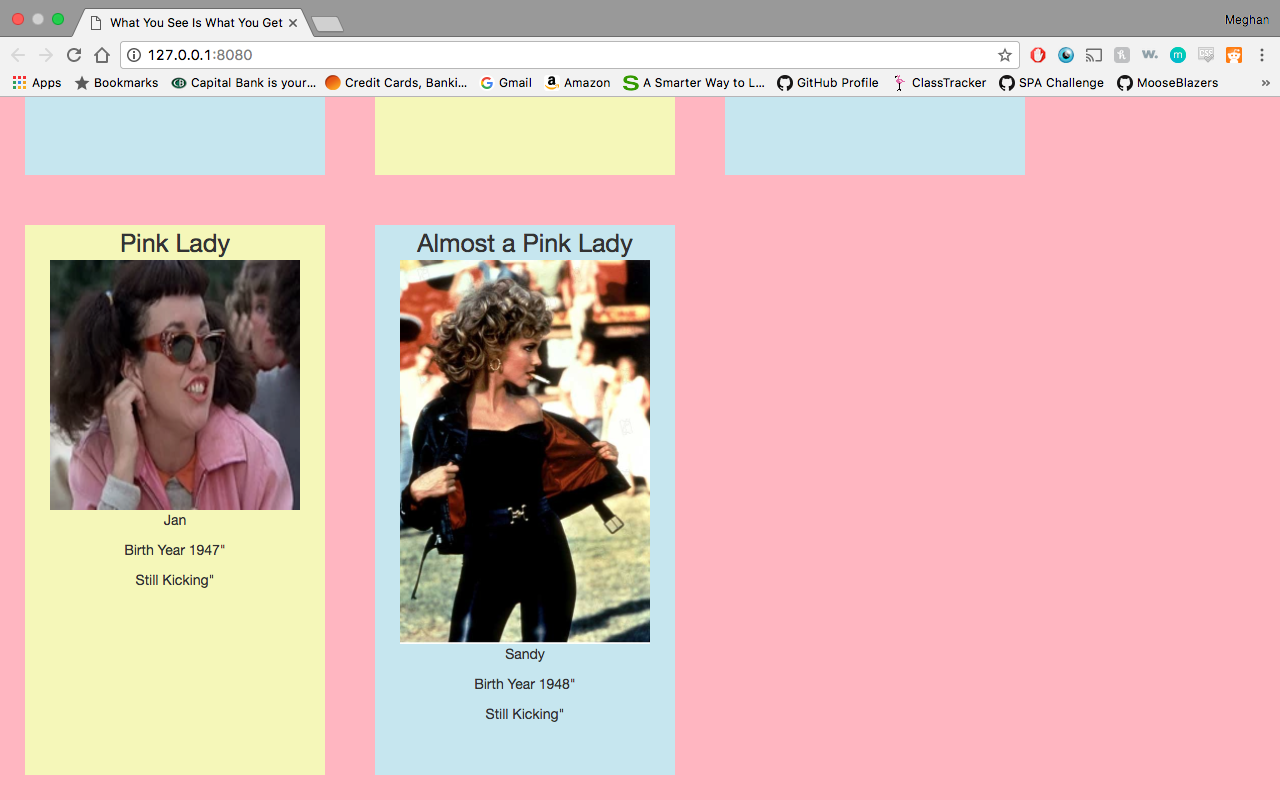 What You See Is What You Get
Meghan
127.0.0.1:8080
Apps Bookmarks Capital Bank is your... Credit Cards, Banki... Gmail Amazon A Smarter Way to L... GitHub Profile ClassTracker SPA Challenge MooseBlazers »
Pink Lady
Jan
Birth Year 1947"
Still Kicking"
Almost a Pink Lady
Sandy
Birth Year 1948"
Still Kicking"